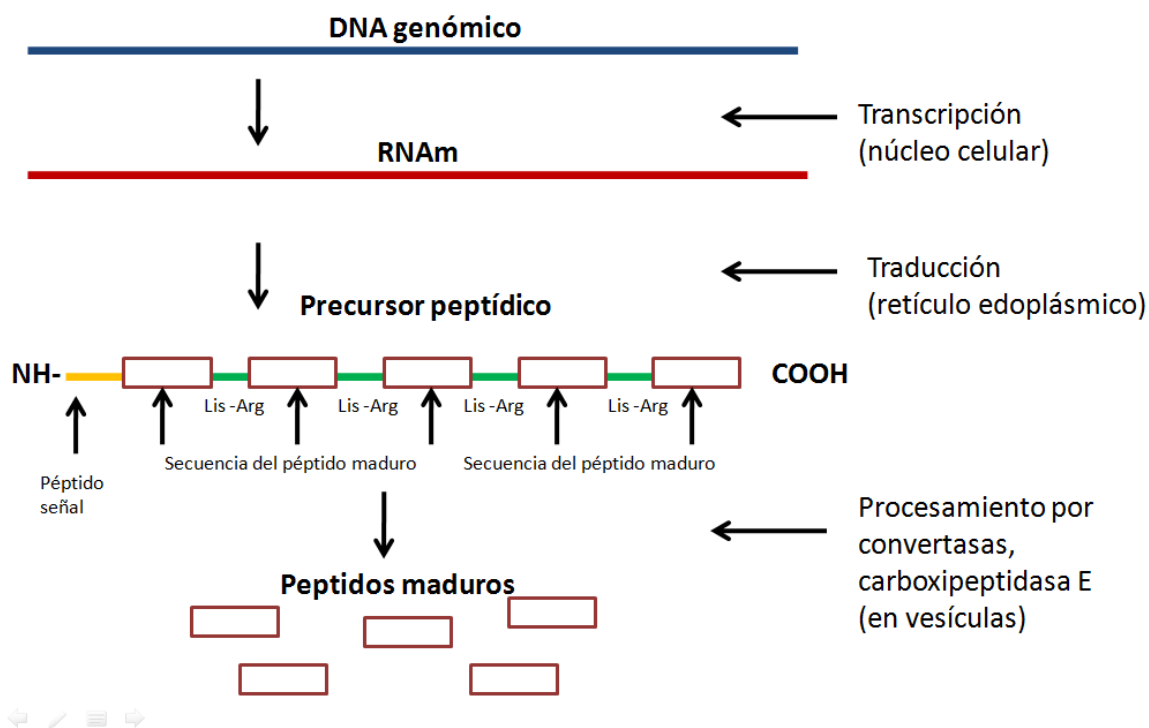 DNA genómico
Transcripción
(núcleo celular)
RNAm
Traducción
(retículo edoplásmico)
Precursor peptídico
NH-
COOH
Lis -Arg
Lis -Arg
Lis -Arg
Lis -Arg
Secuencia del péptido maduro
Secuencia del péptido maduro
Péptido
señal
Procesamiento por
convertasas,
carboxipeptidasa E
(en vesículas)
Peptidos maduros